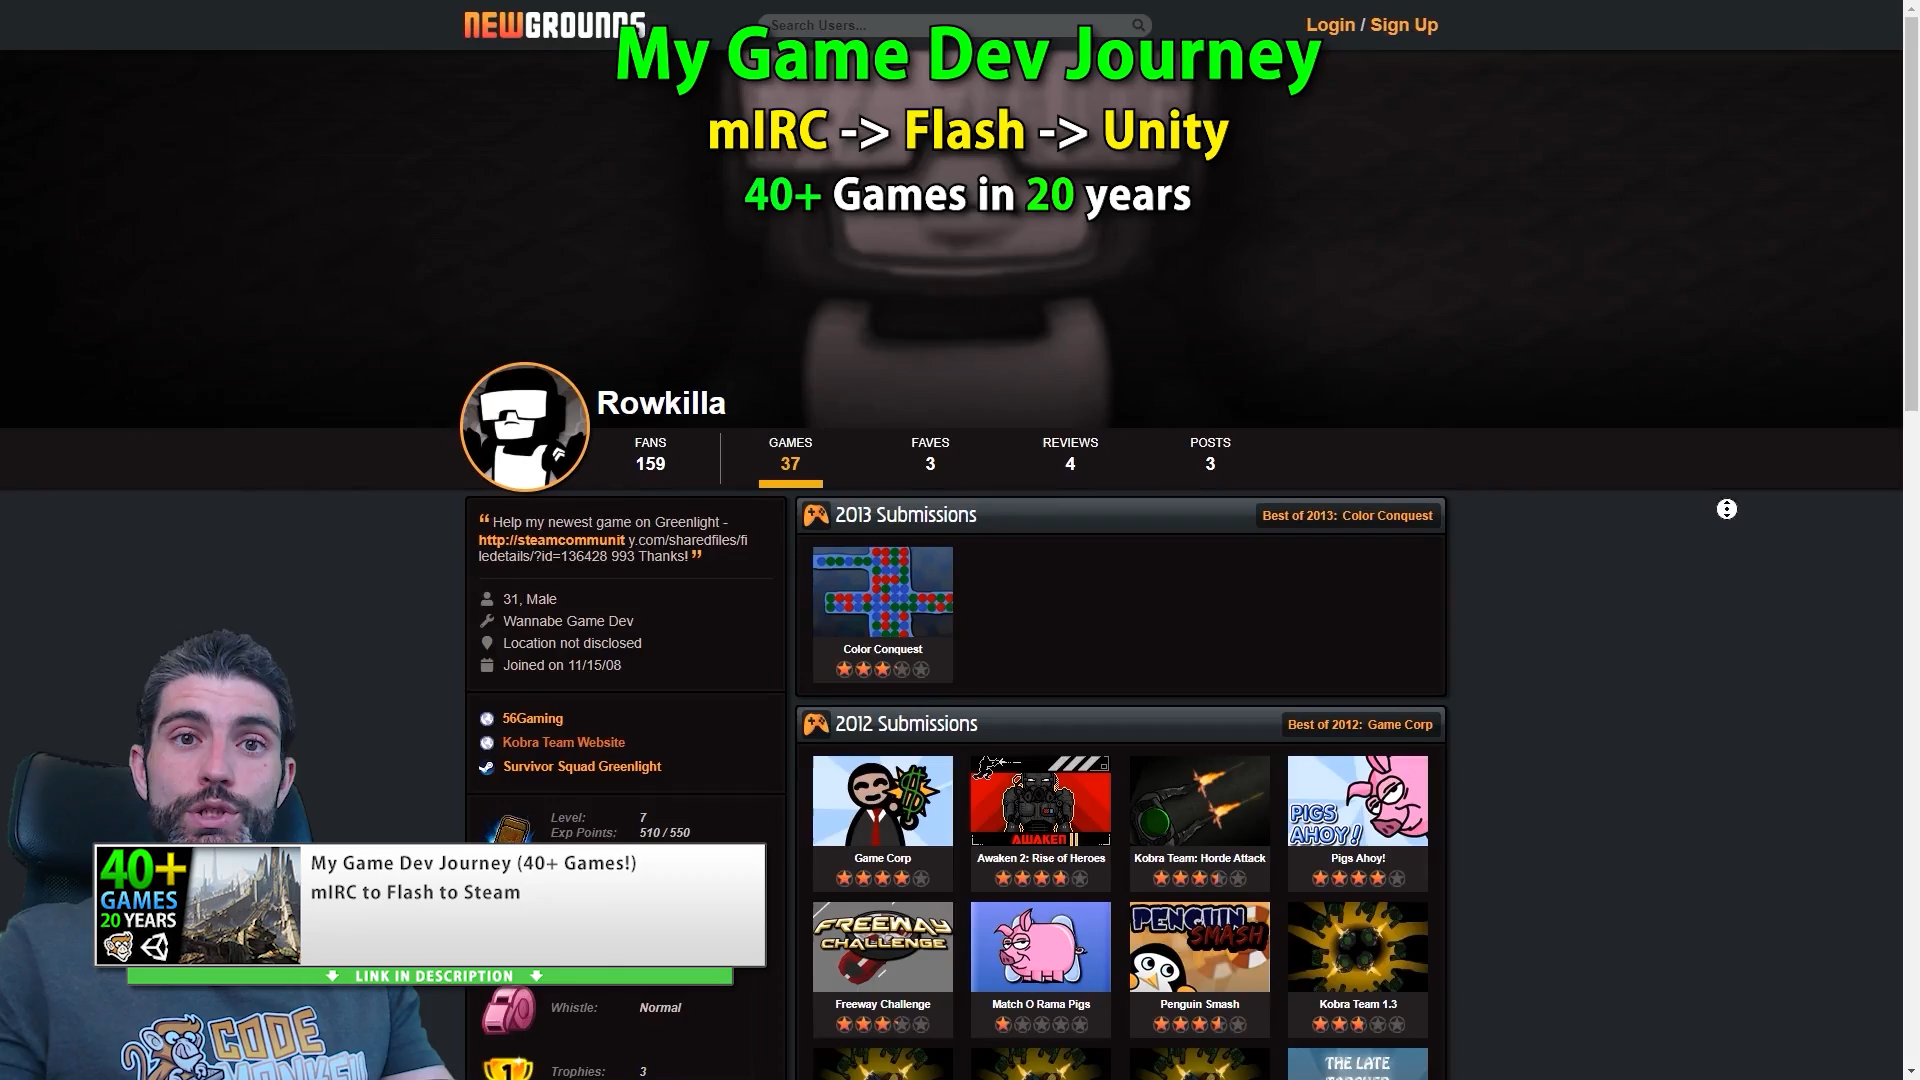 NEWGROUNDS
Search Users...
Login / Sign Up
My Game Dev Journey
mIRC -> Flash -> Unity
40+ Games in 20 years
Rowkilla
FANS
159
GAMES
37
FAVES
3
REVIEWS
4
POSTS
3
“ Help my newest game on Greenlight -
http://steamcommunit y.com/sharedfiles/fi
ledetails/?id=136428 993 Thanks! ”
31, Male
Wannabe Game Dev
Location not disclosed
Joined on 11/15/08
56Gaming
Kobra Team Website
Survivor Squad Greenlight
Level: 7
Exp Points: 510 / 550
Whistle: Normal
Trophies: 3
2013 Submissions
Best of 2013: Color Conquest
Color Conquest
2012 Submissions
Best of 2012: Game Corp
AWAKEN II
PIGS
AHOY!
Game Corp
Awaken 2: Rise of Heroes
Kobra Team: Horde Attack
Pigs Ahoy!
FREEWAY
CHALLENGE
PENGUIN
SMASH
Freeway Challenge
Match O Rama Pigs
Penguin Smash
Kobra Team 1.3
THE LATE
40+
GAMES
20 YEARS
My Game Dev Journey (40+ Games!)
mIRC to Flash to Steam
LINK IN DESCRIPTION
CODE
MONKEY